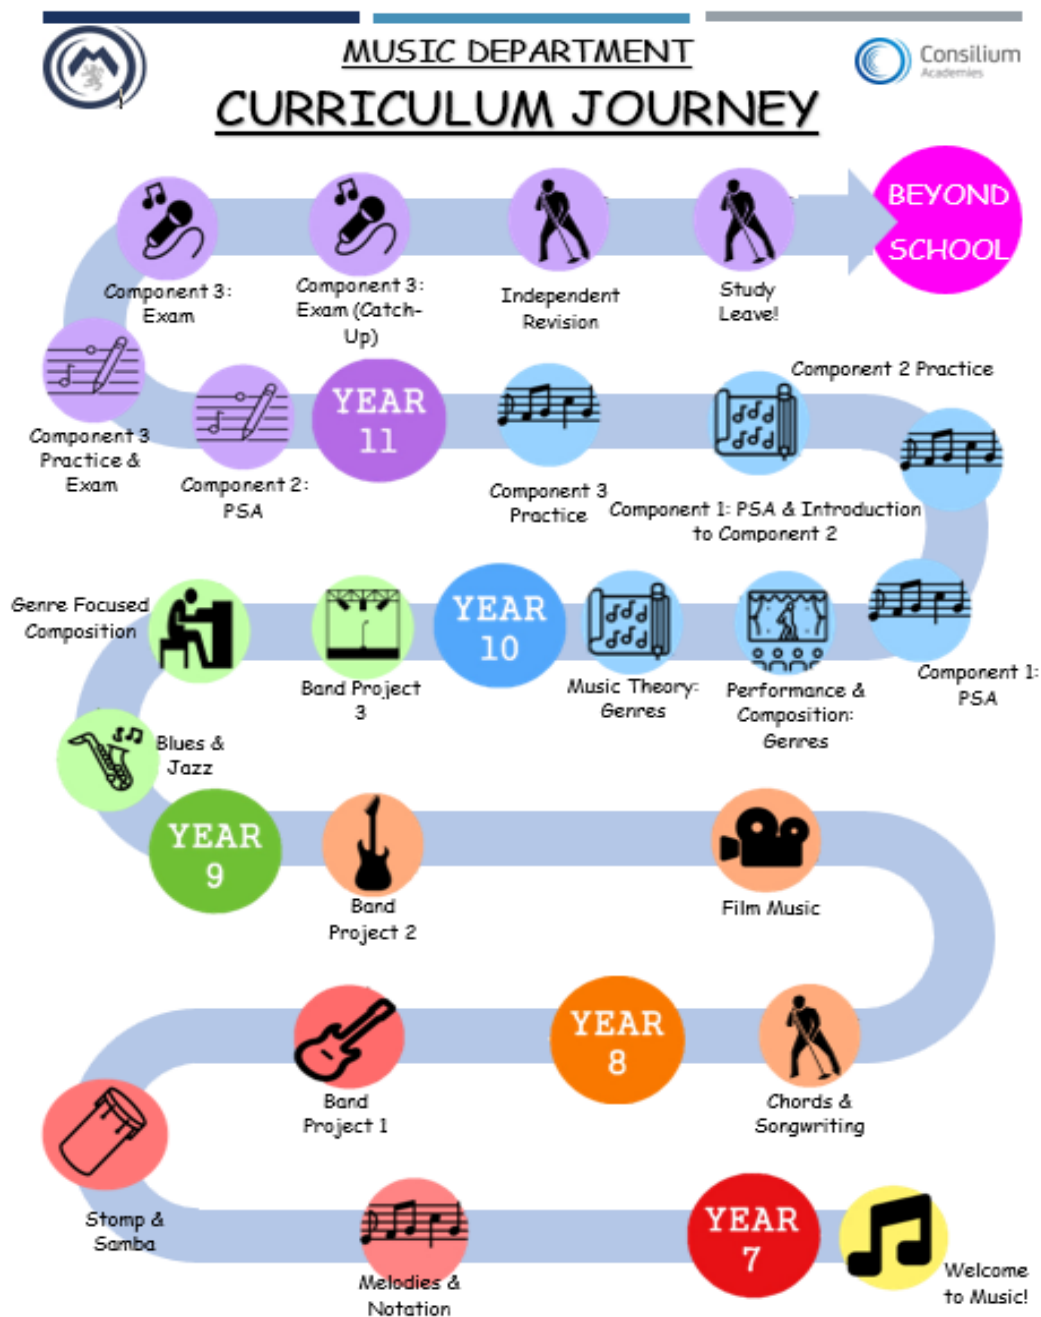 MUSIC DEPARTMENT
Consilium
Academies
CURRICULUM JOURNEY
BEYOND
SCHOOL
Component 3:
Exam
Component 3:
Exam (Catch-
Up)
Independent
Revision
Study
Leave!
Component 3
Practice &
Exam
Component 2:
PSA
YEAR
11
Component 3
Practice
Component 2 Practice
Component 1: PSA & Introduction
to Component 2
Genre Focused
Composition
Band Project
3
YEAR
10
Music Theory:
Genres
Performance &
Composition:
Genres
Component 1:
PSA
Blues &
Jazz
YEAR
9
Band
Project 2
Film Music
Band
Project 1
YEAR
8
Chords &
Songwriting
Stomp &
Samba
Melodies &
Notation
YEAR
7
Welcome
to Music!